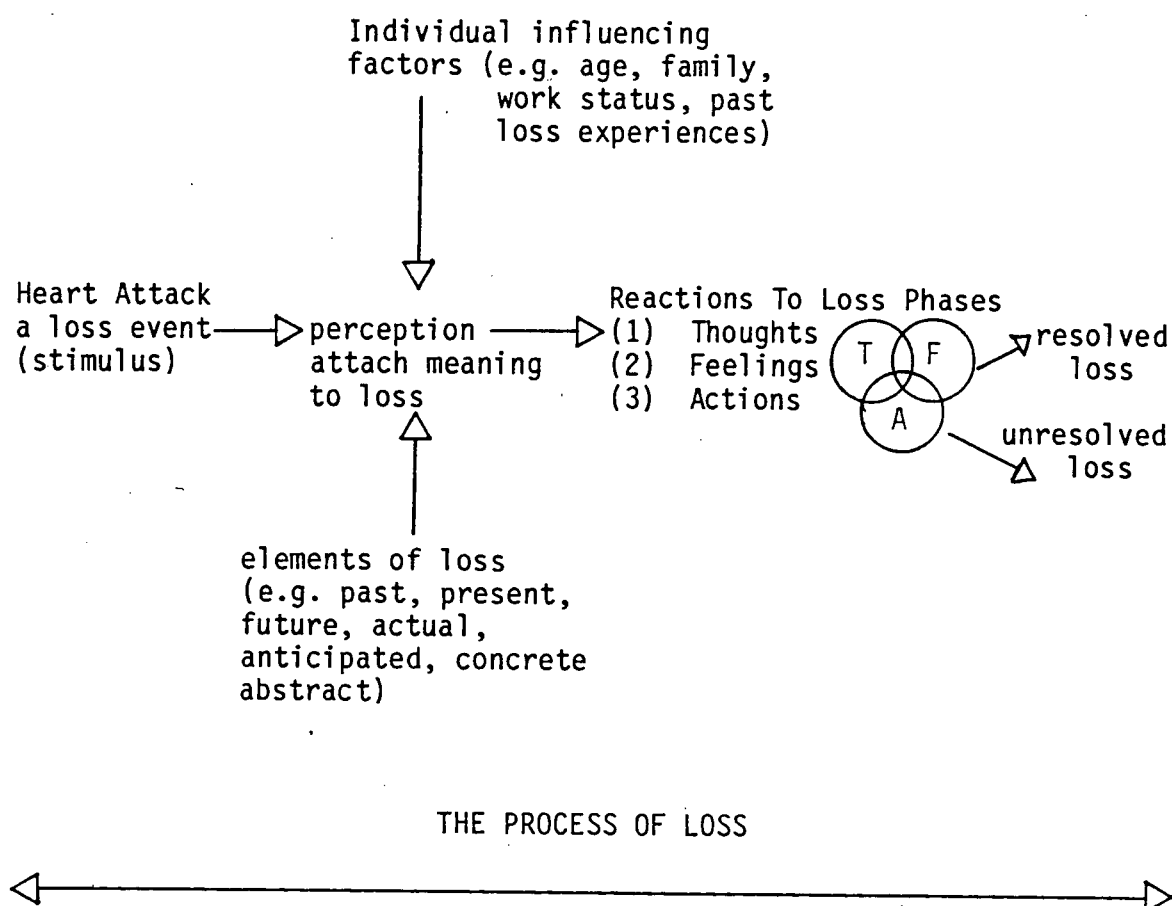 Individual influencing
factors (e.g. age, family,
work status, past
loss experiences)
Heart Attack
a loss event
(stimulus)
perception
attach meaning
to loss
Reactions To Loss Phases
(1) Thoughts
(2) Feelings
(3) Actions
T F
A
resolved
loss
unresolved
loss
elements of loss
(e.g. past, present,
future, actual,
anticipated, concrete
abstract)
THE PROCESS OF LOSS